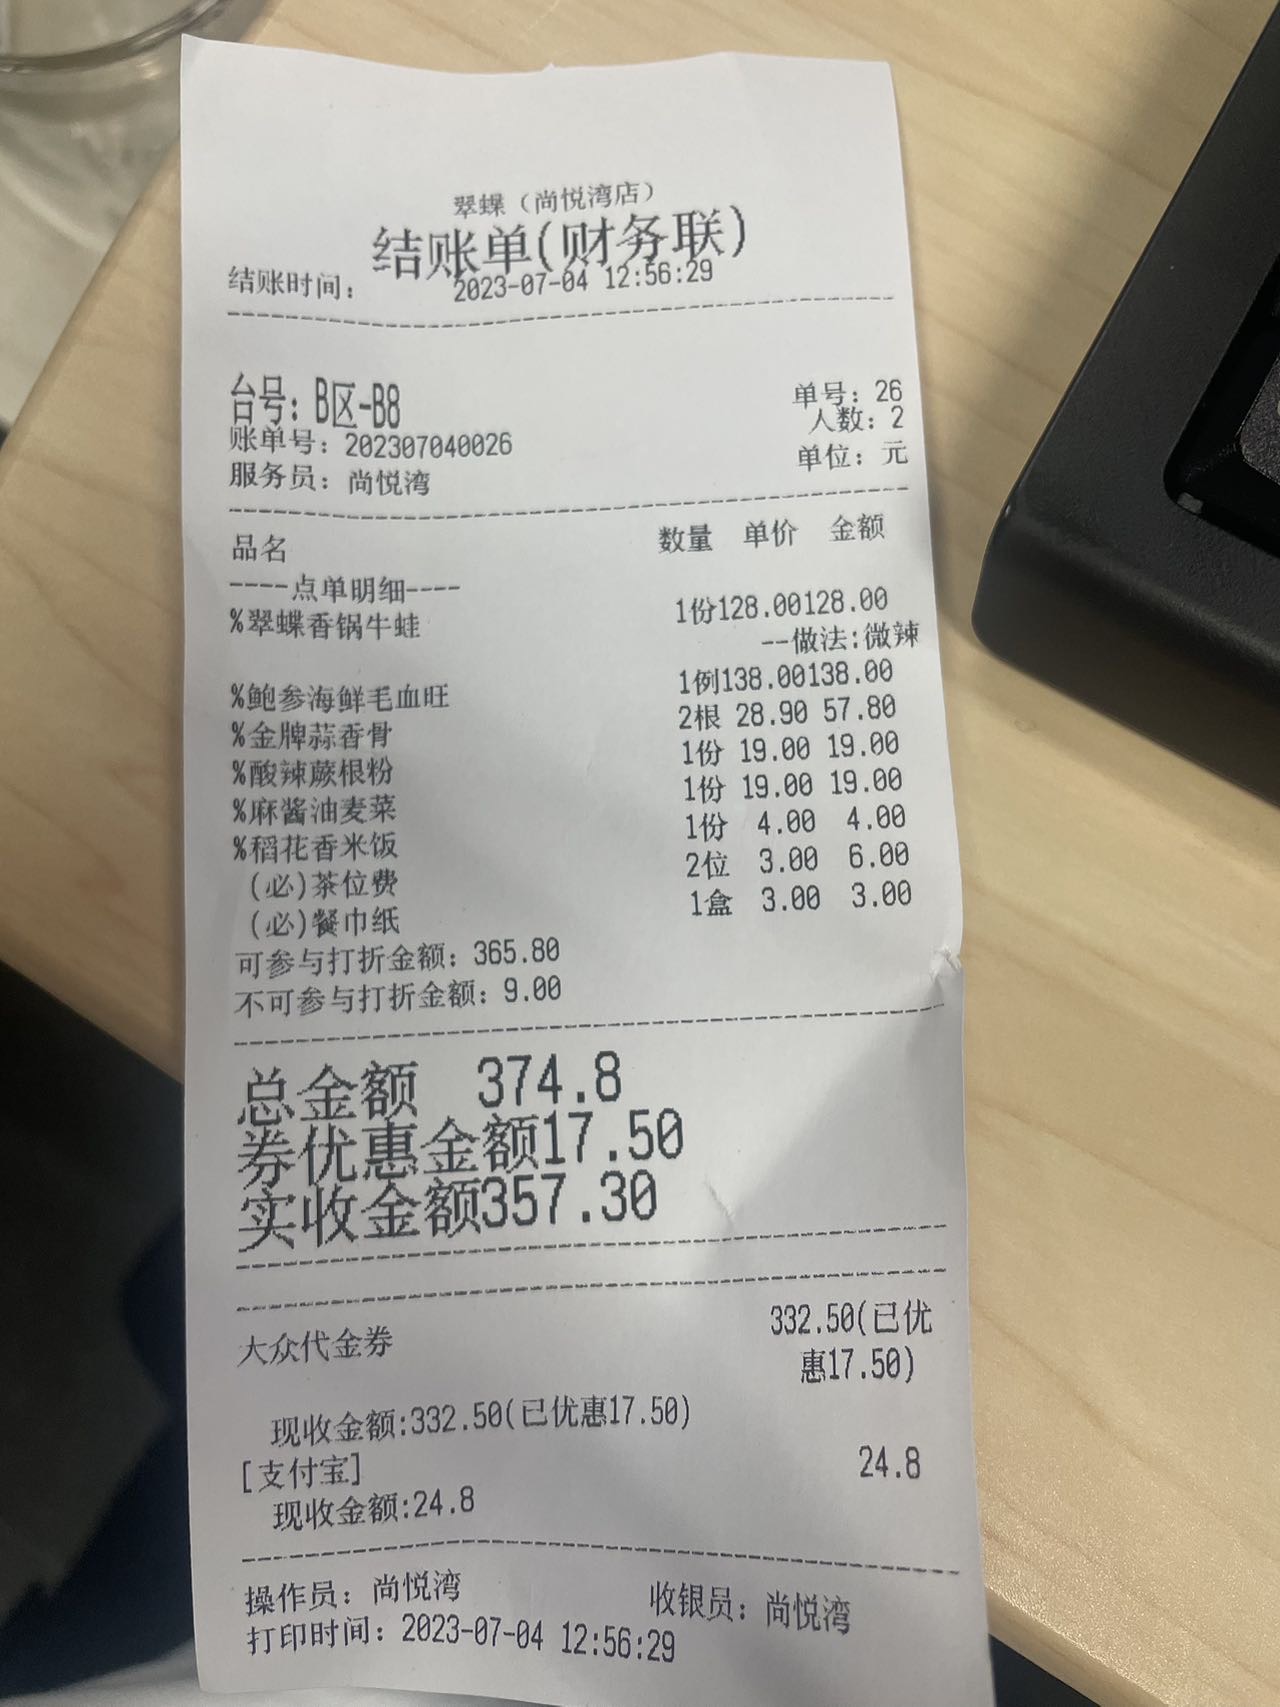 翠蝶（尚悦湾店）
结账单(财务联)
结账时间： 2023-07-04 12:56:29
台号: B区-B8
单号: 26
人数: 2
账单号: 202307040026
服务员: 尚悦湾
单位: 元
品名 数量 单价 金额
----点单明细----
%翠蝶香锅牛蛙 1份128.00128.00
--做法:微辣
%鲍参海鲜毛血旺 1例138.00138.00
%金牌蒜香骨 2根 28.90 57.80
%酸辣蕨根粉 1份 19.00 19.00
%麻酱油麦菜 1份 19.00 19.00
%稻花香米饭 1份 4.00 4.00
(必)茶位费 2位 3.00 6.00
(必)餐巾纸 1盒 3.00 3.00
可参与打折金额: 365.80
不可参与打折金额: 9.00
总金额 374.8
券优惠金额17.50
实收金额357.30
大众代金券 332.50(已优
惠17.50)
现收金额:332.50(已优惠17.50)
[支付宝] 24.8
现收金额:24.8
操作员: 尚悦湾 收银员: 尚悦湾
打印时间: 2023-07-04 12:56:29